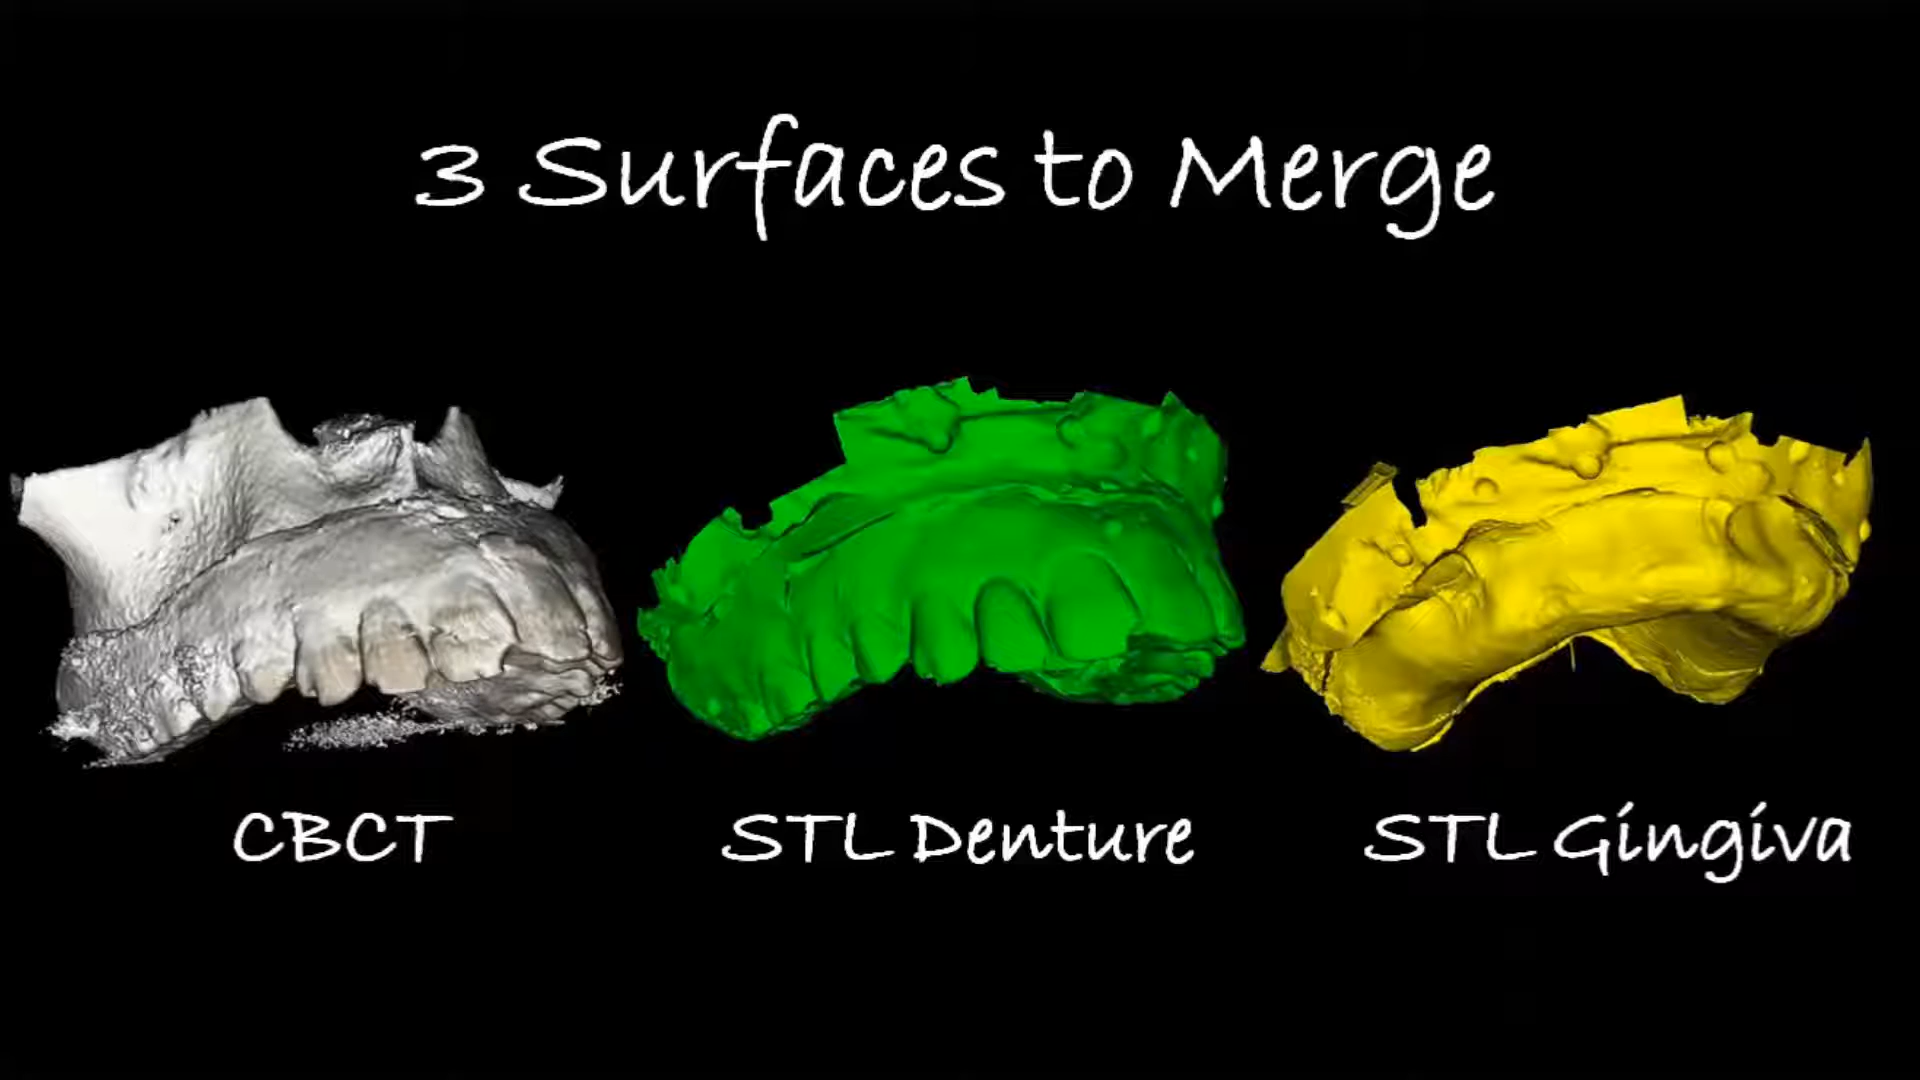 3 Surfaces to Merge
CBCT
STL Denture
STL Gingiva